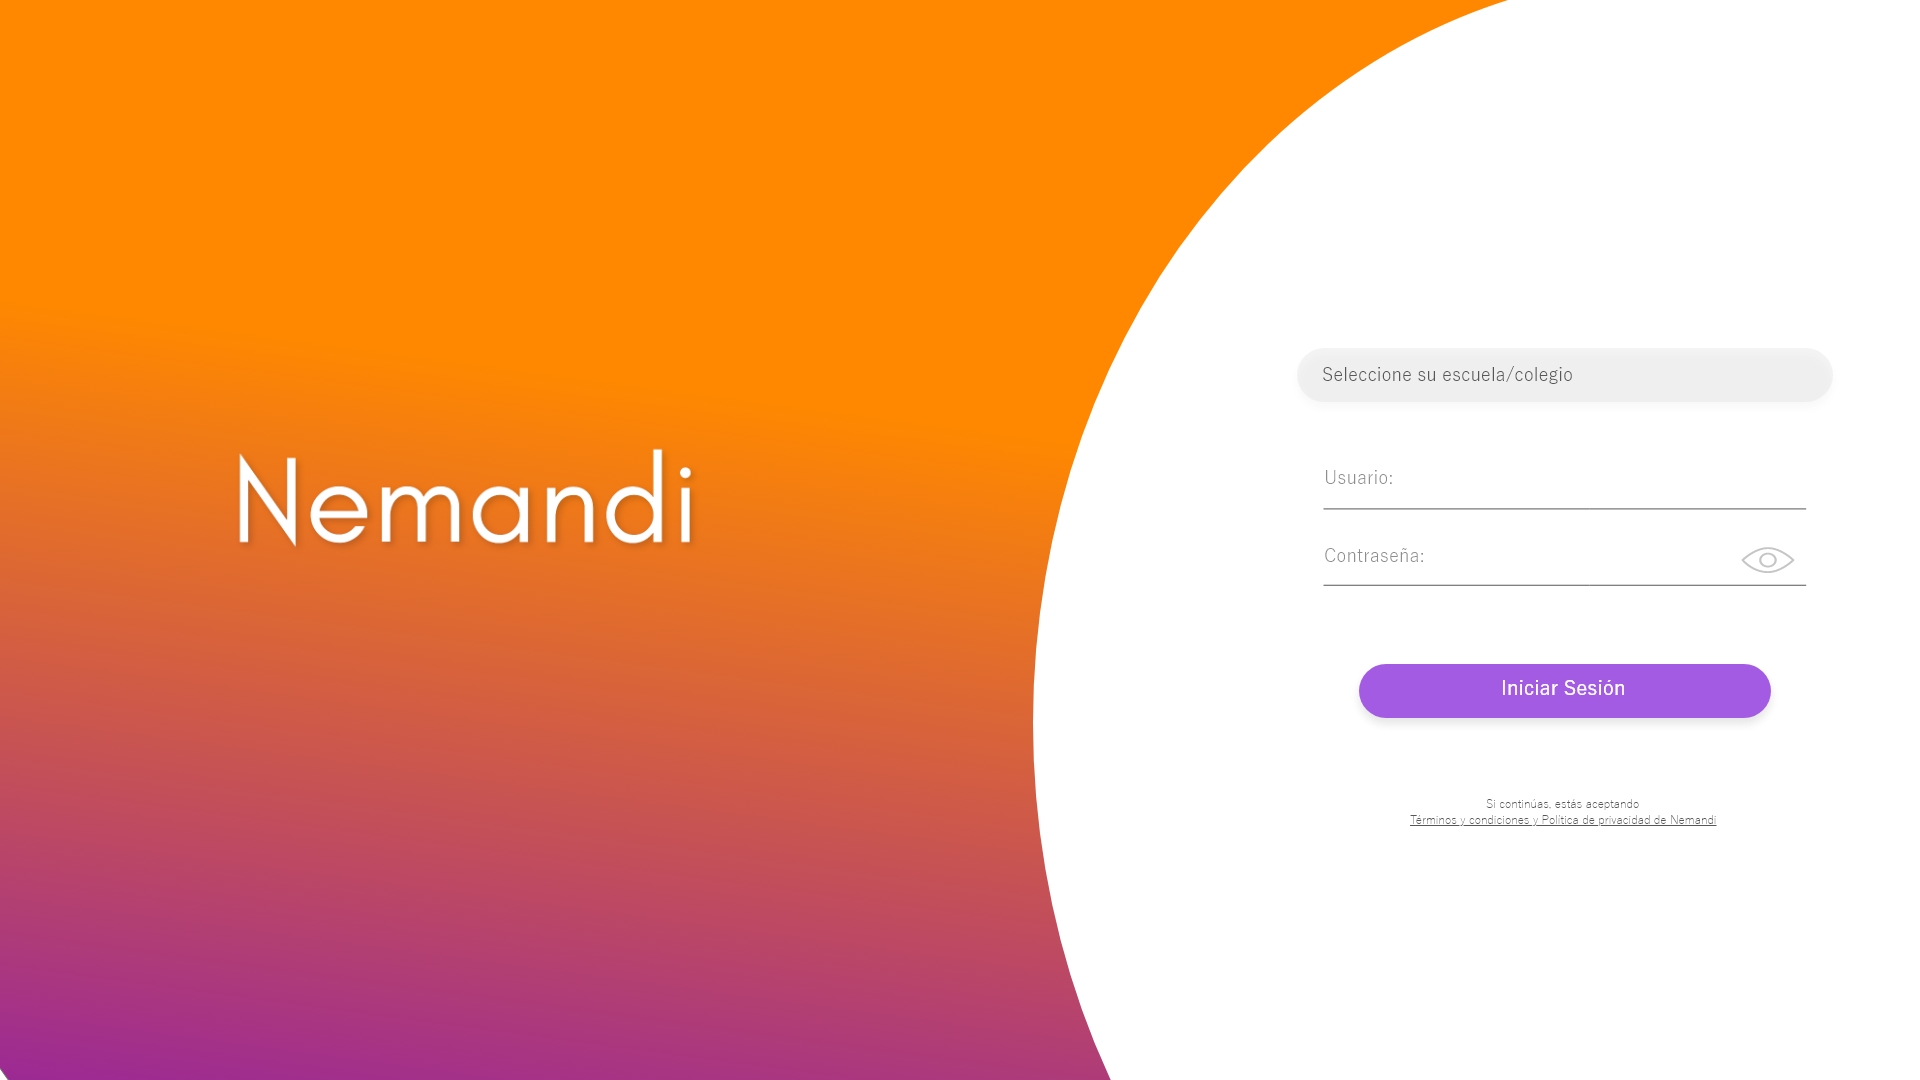 Nemandi
Seleccione su escuela/colegio
Usuario:
Contraseña:
Iniciar Sesión
Si continúas, estás aceptando
Términos y condiciones y Política de privacidad de Nemandi